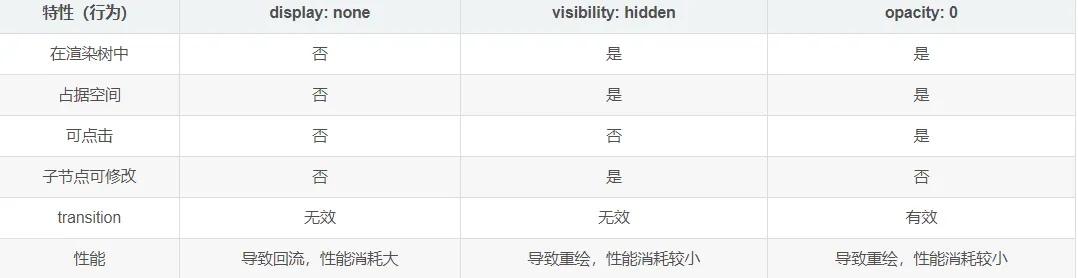 特性（行为） display: none visibility: hidden opacity: 0
在渲染树中 否 是 是
占据空间 否 是 是
可点击 否 否 是
子节点可修改 否 是 否
transition 无效 无效 有效
性能 导致回流，性能消耗大 导致重绘，性能消耗较小 导致重绘，性能消耗较小